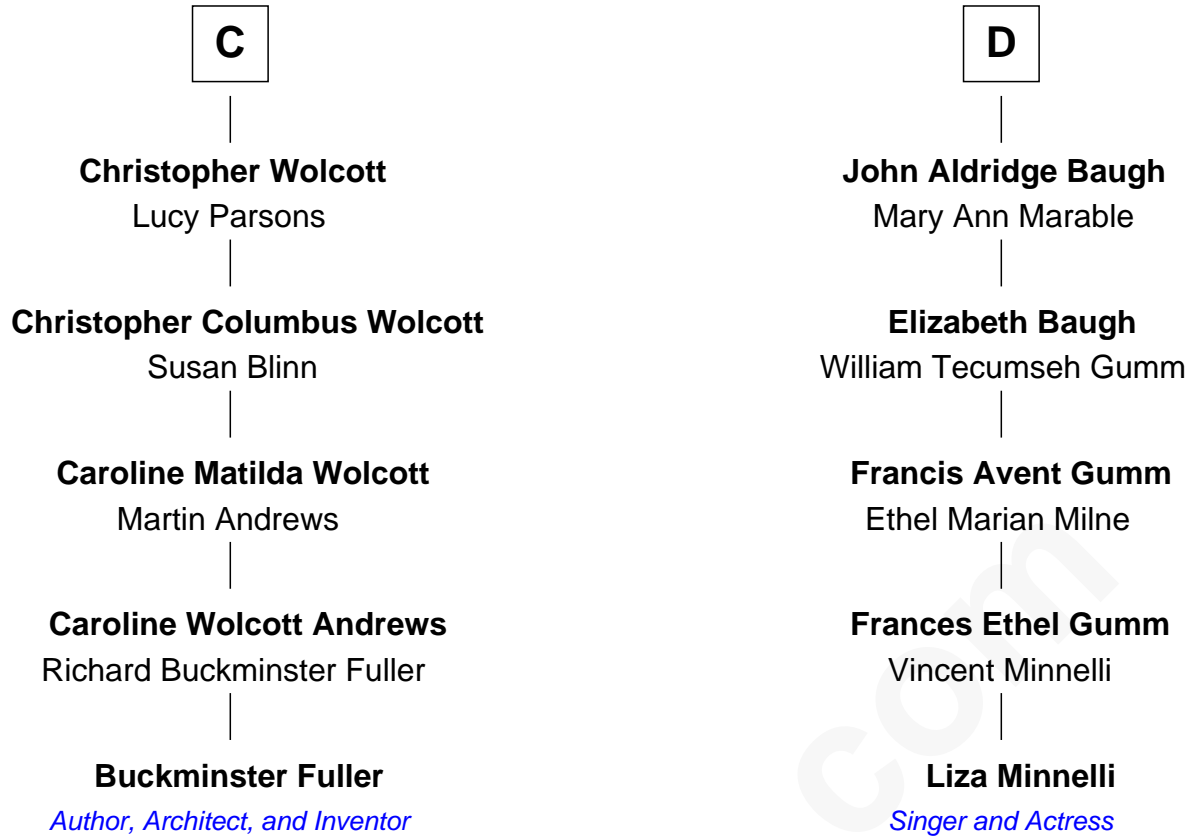 C
Christopher Wolcott
Lucy Parsons
Christopher Columbus Wolcott
Susan Blinn
Caroline Matilda Wolcott
Martin Andrews
Caroline Wolcott Andrews
Richard Buckminster Fuller
Buckminster Fuller
Author, Architect, and Inventor
D
John Aldridge Baugh
Mary Ann Marable
Elizabeth Baugh
William Tecumseh Gumm
Francis Avent Gumm
Ethel Marian Milne
Frances Ethel Gumm
Vincent Minnelli
Liza Minnelli
Singer and Actress
com